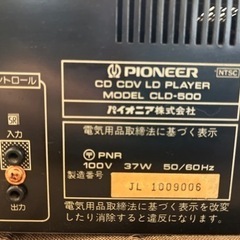 PIONEER
NTSC
CD CDV LD PLAYER
MODEL CLD-500
パイオニア株式会社
ントロール
入力
出力
電気用品取締法に基づく表示
PNR
100V 37W 50/60Hz
製造番号
JL 1009006
電気用品取締法に基づく表示を改変
したり消除すると違反になります。